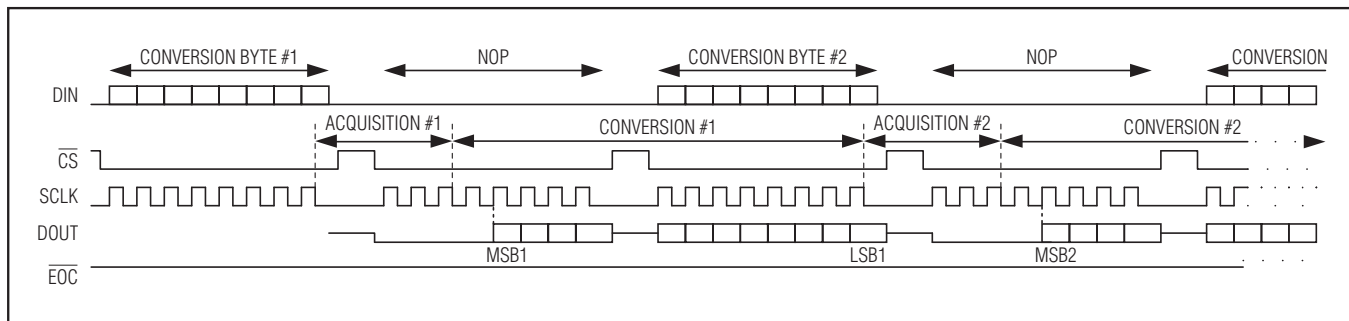 CONVERSION BYTE #1 NOP CONVERSION BYTE #2 NOP CONVERSION
DIN
ACQUISITION #1 CONVERSION #1 ACQUISITION #2 CONVERSION #2
CS
SCLK
DOUT
MSB1 LSB1 MSB2
EOC